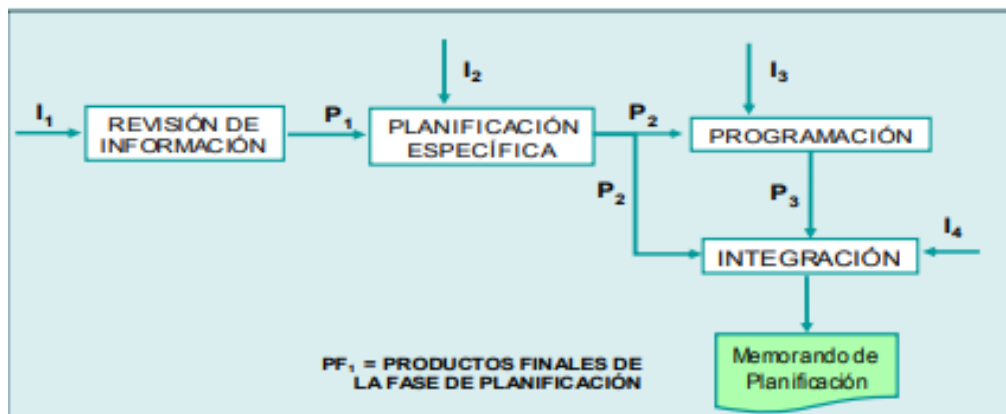 I₁
REVISIÓN DE
INFORMACIÓN
P₁
I₂
PLANIFICACIÓN
ESPECÍFICA
P₂
P₂
I₃
PROGRAMACIÓN
P₃
I₄
INTEGRACIÓN
Memorando de
Planificación
PF₁ = PRODUCTOS FINALES DE
LA FASE DE PLANIFICACIÓN